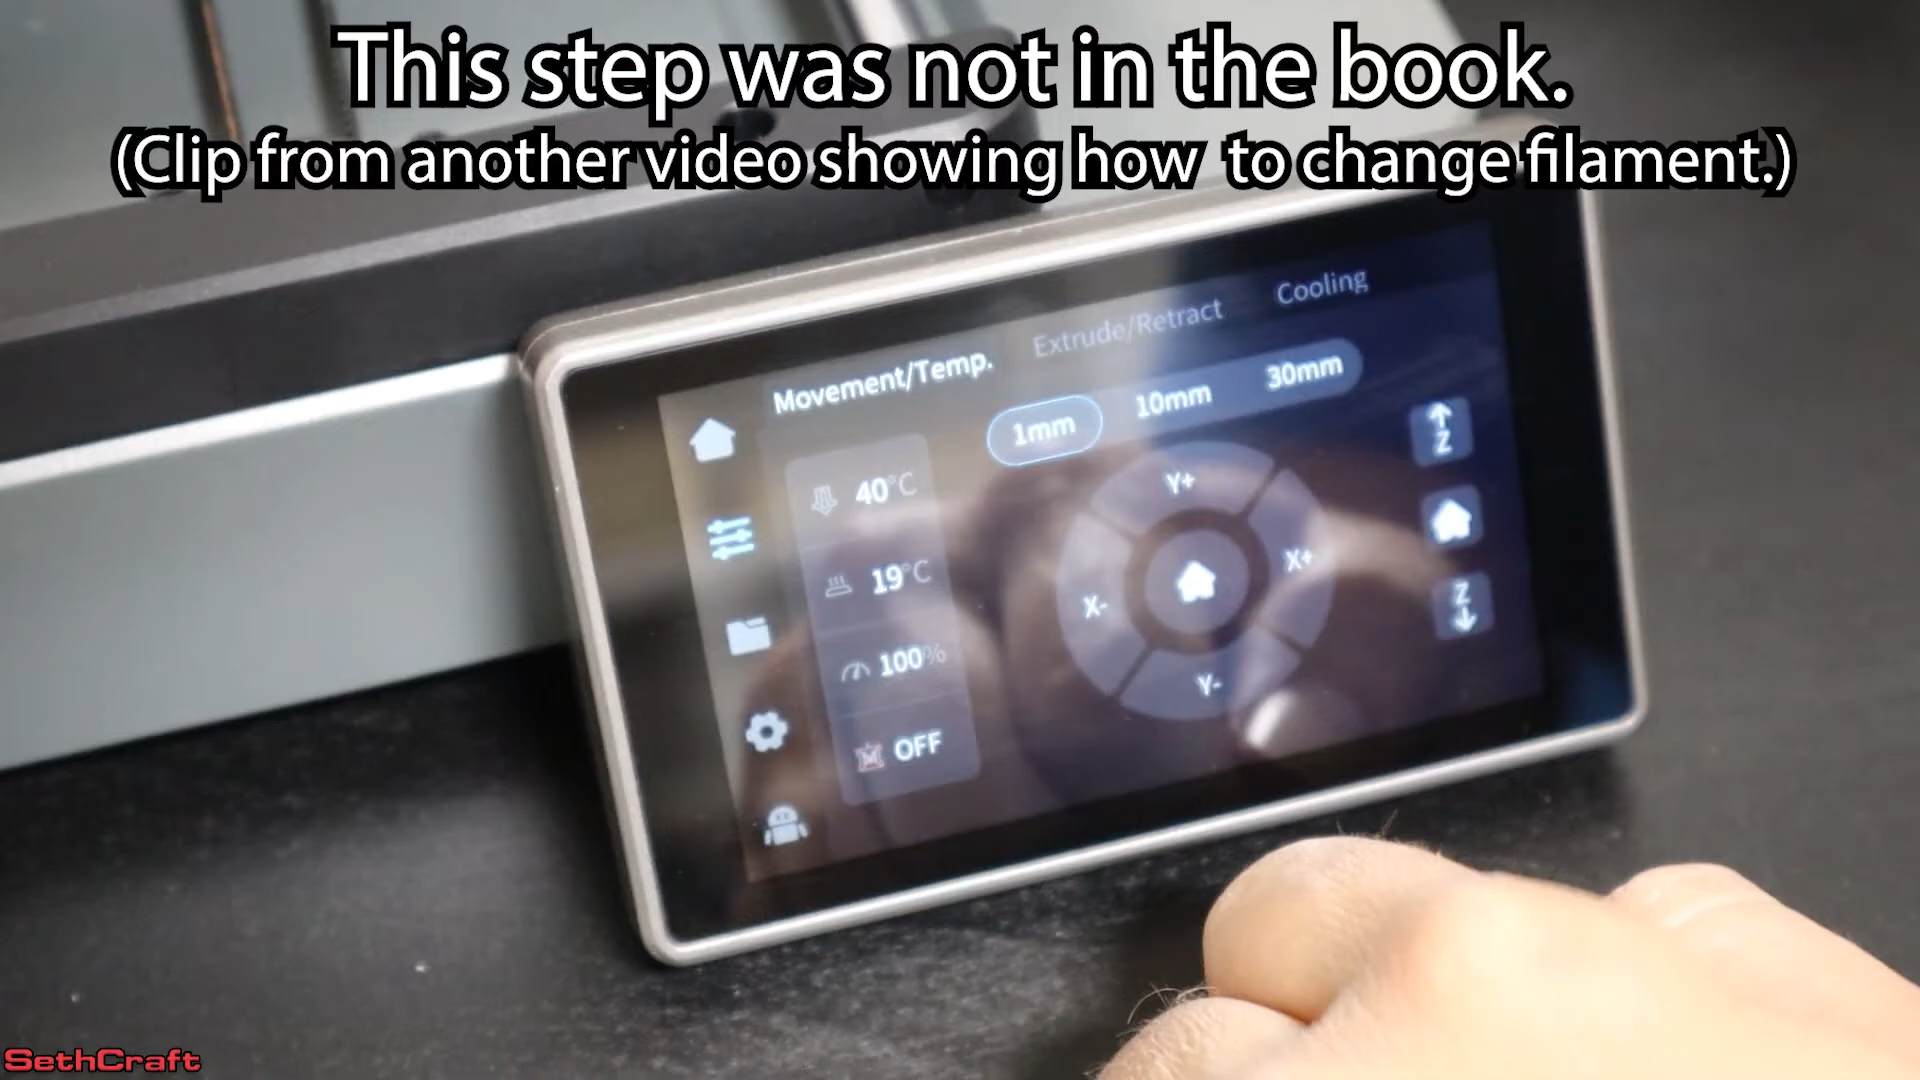 This step was not in the book.
(Clip from another video showing how to change filament.)
Movement/Temp.
Extrude/Retract
Cooling
1mm
10mm
30mm
40°C
19°C
100%
M OFF
Y+
X-
X+
Y-
Z
Z
SethCraft